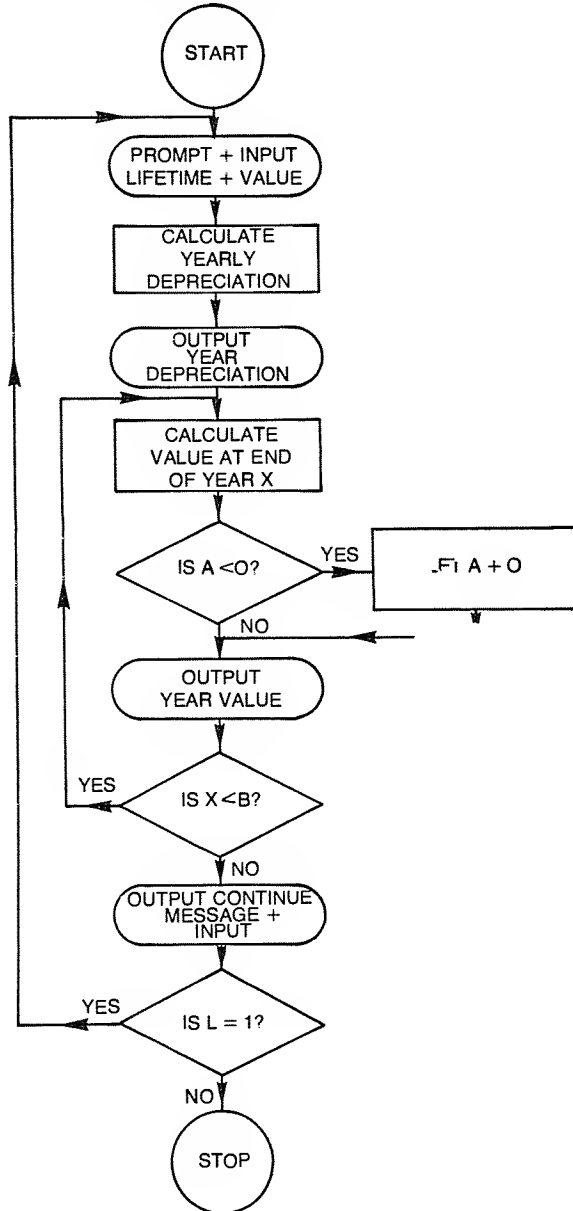 START
PROMPT + INPUT
LIFETIME + VALUE
CALCULATE
YEARLY
DEPRECIATION
OUTPUT
YEAR
DEPRECIATION
CALCULATE
VALUE AT END
OF YEAR X
IS A <O?
YES
A + O
NO
OUTPUT
YEAR VALUE
IS X <B?
YES
NO
OUTPUT CONTINUE
MESSAGE +
INPUT
IS L = 1?
YES
NO
STOP